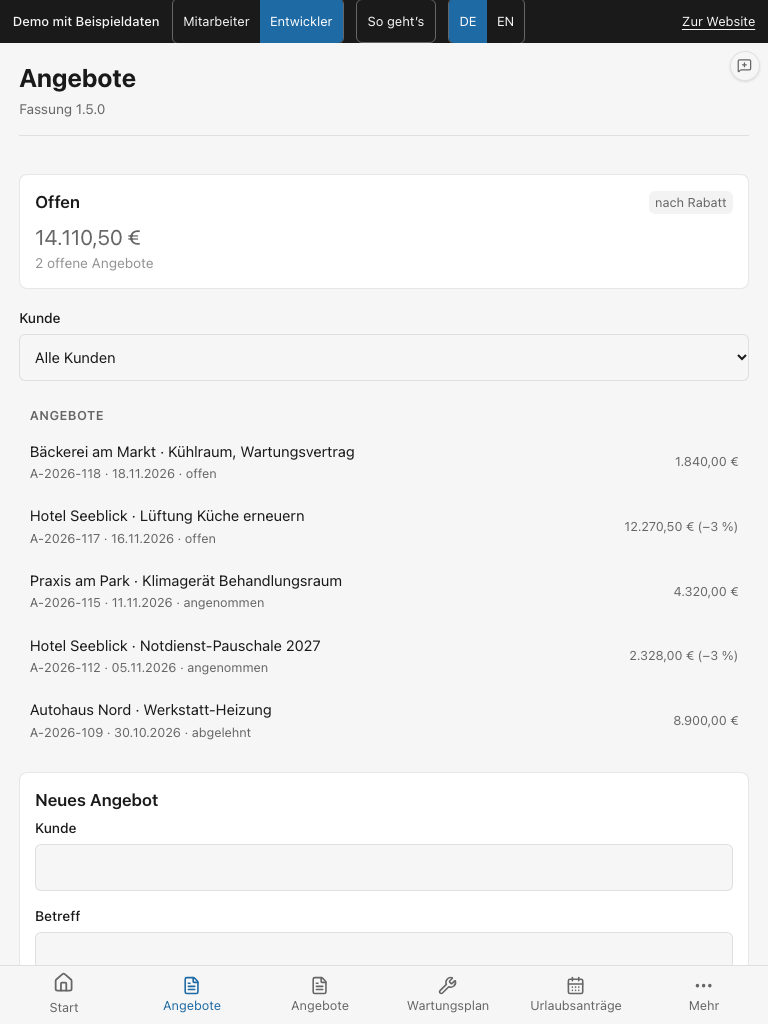 Demo mit Beispieldaten
Mitarbeiter
Entwickler
So geht's
DE
EN
Zur Website
Angebote
Fassung 1.5.0
Offen
nach Rabatt
14.110,50 €
2 offene Angebote
Kunde
Alle Kunden
ANGEBOTE
Bäckerei am Markt · Kühlraum, Wartungsvertrag
A-2026-118 · 18.11.2026 · offen
1.840,00 €
Hotel Seeblick · Lüftung Küche erneuern
A-2026-117 · 16.11.2026 · offen
12.270,50 € (−3 %)
Praxis am Park · Klimagerät Behandlungsraum
A-2026-115 · 11.11.2026 · angenommen
4.320,00 €
Hotel Seeblick · Notdienst-Pauschale 2027
A-2026-112 · 05.11.2026 · angenommen
2.328,00 € (−3 %)
Autohaus Nord · Werkstatt-Heizung
A-2026-109 · 30.10.2026 · abgelehnt
8.900,00 €
Neues Angebot
Kunde
Betreff
Start
Angebote
Angebote
Wartungsplan
Urlaubsanträge
Mehr